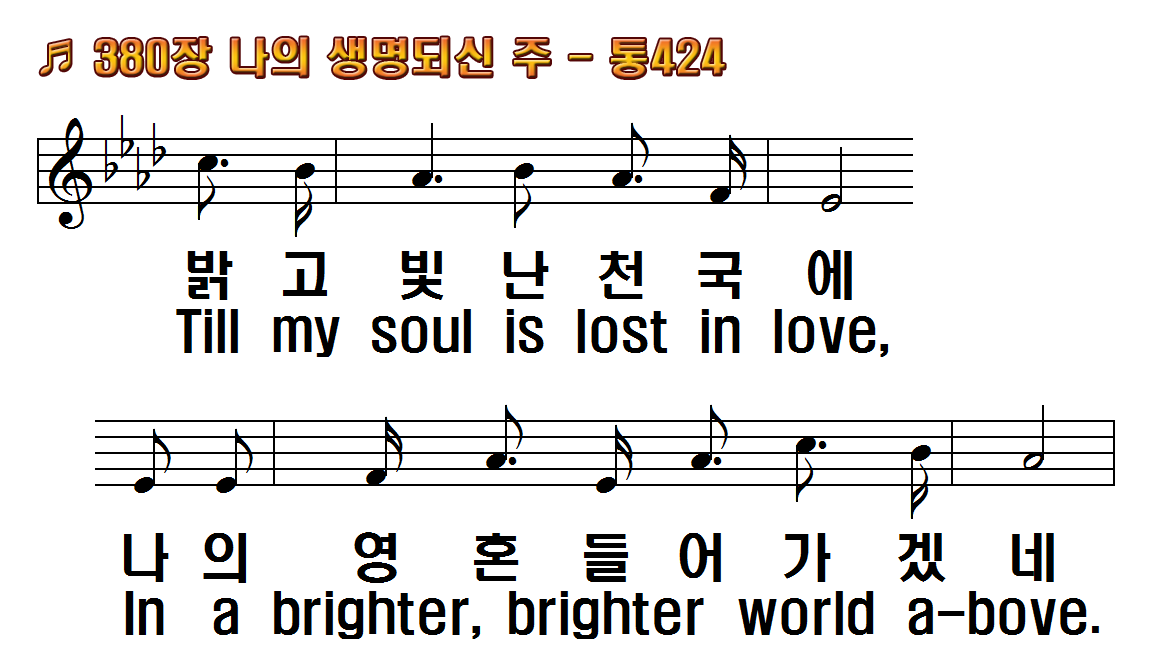 ♬ 380장 나의 생명되신 주 - 통424
밝 고 빛 난 천 국 에
Till my soul is lost in love,
나 의 영 혼 들 어 가 겠 네
In a brighter, brighter world a-bove.